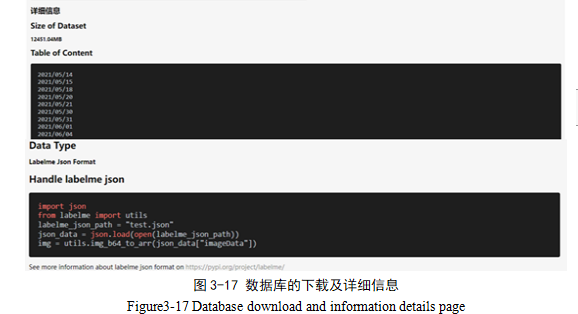 详细信息
Size of Dataset
12451.04MB
Table of Content
2021/05/14
2021/05/15
2021/05/18
2021/05/20
2021/05/21
2021/05/30
2021/05/31
2021/06/01
2021/06/04
Data Type
Labelme Json Format
Handle labelme json
import json
from labelme import utils
labelme_json_path = "test.json"
json_data = json.load(open(labelme_json_path))
img = utils.img_b64_to_arr(json_data["imageData"])
See more information about labelme json format on https://pypi.org/project/labelme/
图 3-17 数据库的下载及详细信息
Figure3-17 Database download and information details page